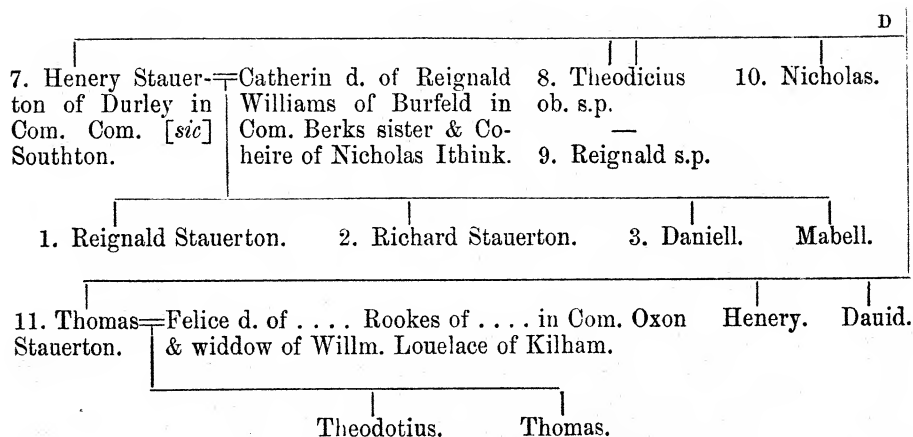 D
7. Henery Stauer-
ton of Durley in
Com. Com. [sic]
Southton.
Catherin d. of Reignald
Williams of Burfeld in
Com. Berks sister & Co-
heire of Nicholas Ithink.
8. Theodicius
ob. s.p.
—
9. Reignald s.p.
10. Nicholas.
1. Reignald Stauerton.
2. Richard Stauerton.
3. Daniell.
Mabell.
11. Thomas
Stauerton.
Felice d. of .... Rookes of .... in Com. Oxon
& widdow of Willm. Louelace of Kilham.
Henery.
Dauid.
Theodotius.
Thomas.